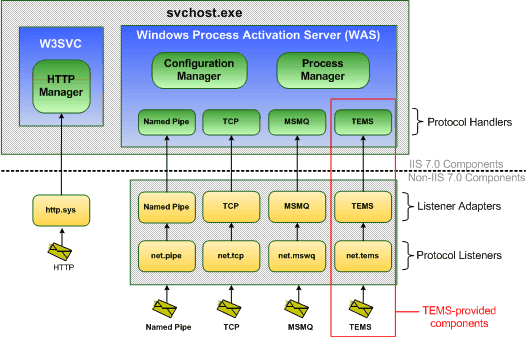 svchost.exe
W3SVC
HTTP Manager
Windows Process Activation Server (WAS)
Configuration Manager
Process Manager
Named Pipe
TCP
MSMQ
TEMS
Protocol Handlers
IIS 7.0 Components
Non-IIS 7.0 Components
http.sys
HTTP
Named Pipe
TCP
MSMQ
TEMS
Listener Adapters
net.pipe
net.tcp
net.mswq
net.tems
Protocol Listeners
Named Pipe
TCP
MSMQ
TEMS
TEMS-provided
components